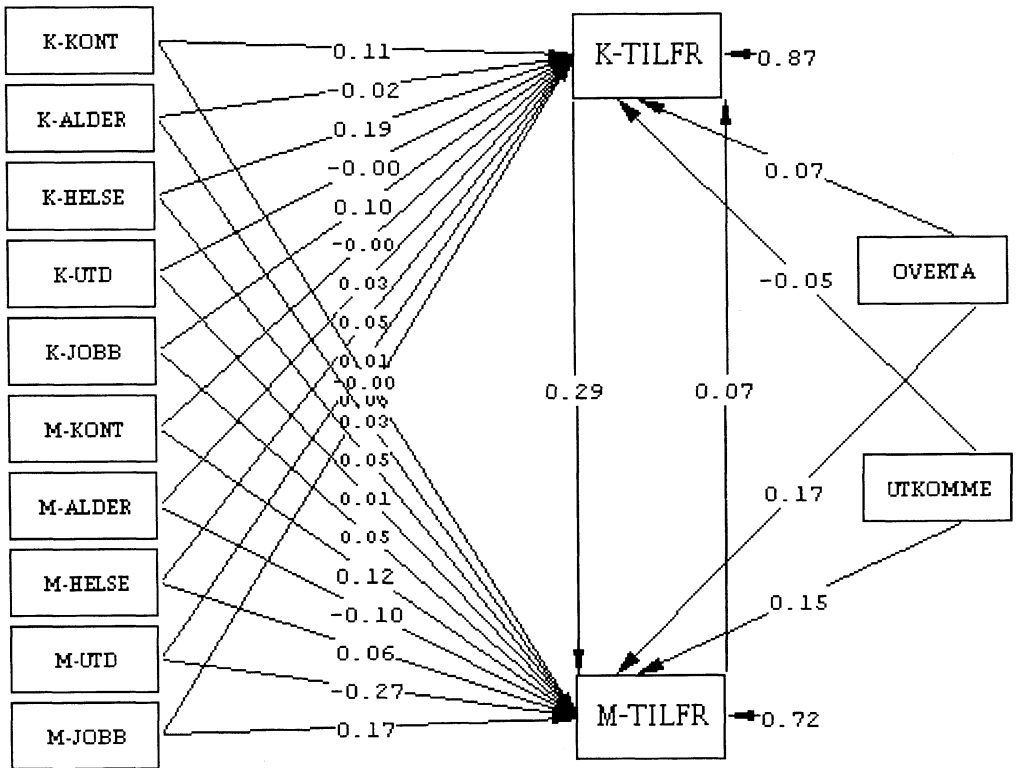 K-KONT
K-ALDER
K-HELSE
K-UTD
K-JOBB
M-KONT
M-ALDER
M-HELSE
M-UTD
M-JOBB
0.11
-0.02
0.19
-0.00
0.10
-0.00
0.03
0.05
0.01
-0.00
0.06
0.03
0.05
0.01
0.05
0.12
-0.10
0.06
-0.27
0.17
K-TILFR
0.87
0.29
0.07
M-TILFR
0.72
0.07
-0.05
0.17
0.15
OVERTA
UTKOMME